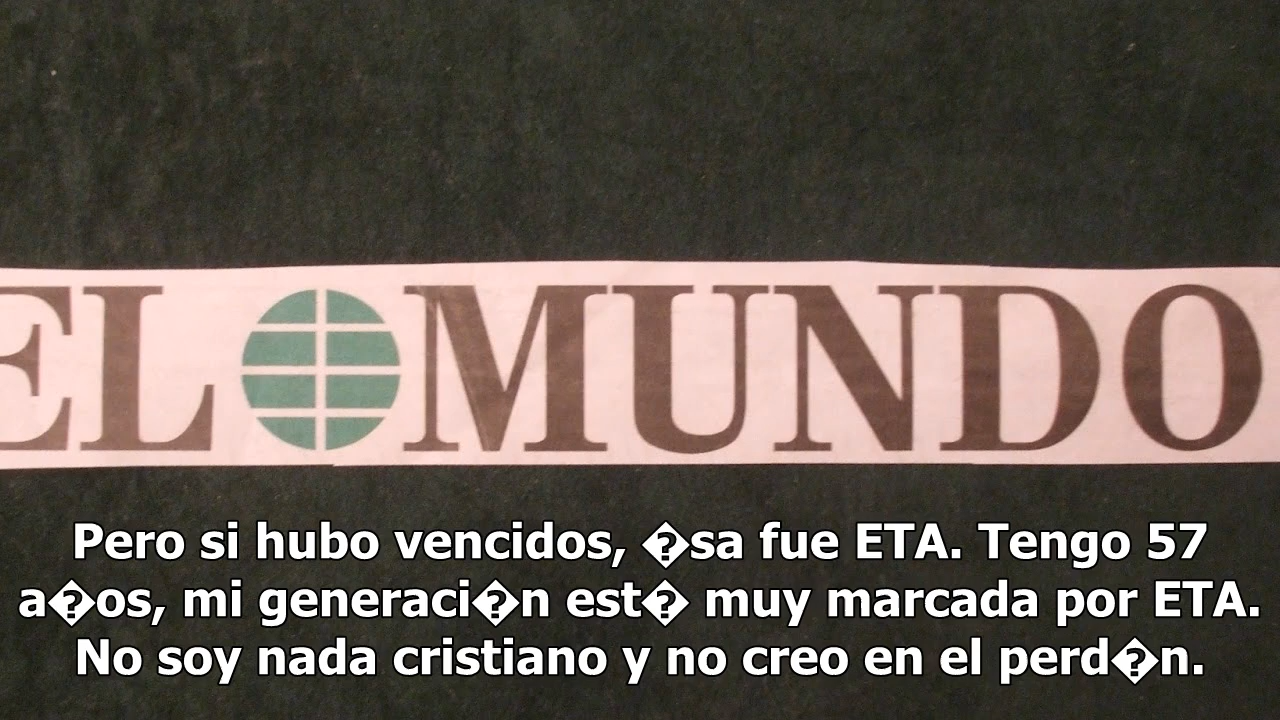 EL MUNDO
Pero si hubo vencidos, �sa fue ETA. Tengo 57
a�os, mi generaci�n est� muy marcada por ETA.
No soy nada cristiano y no creo en el perd�n.